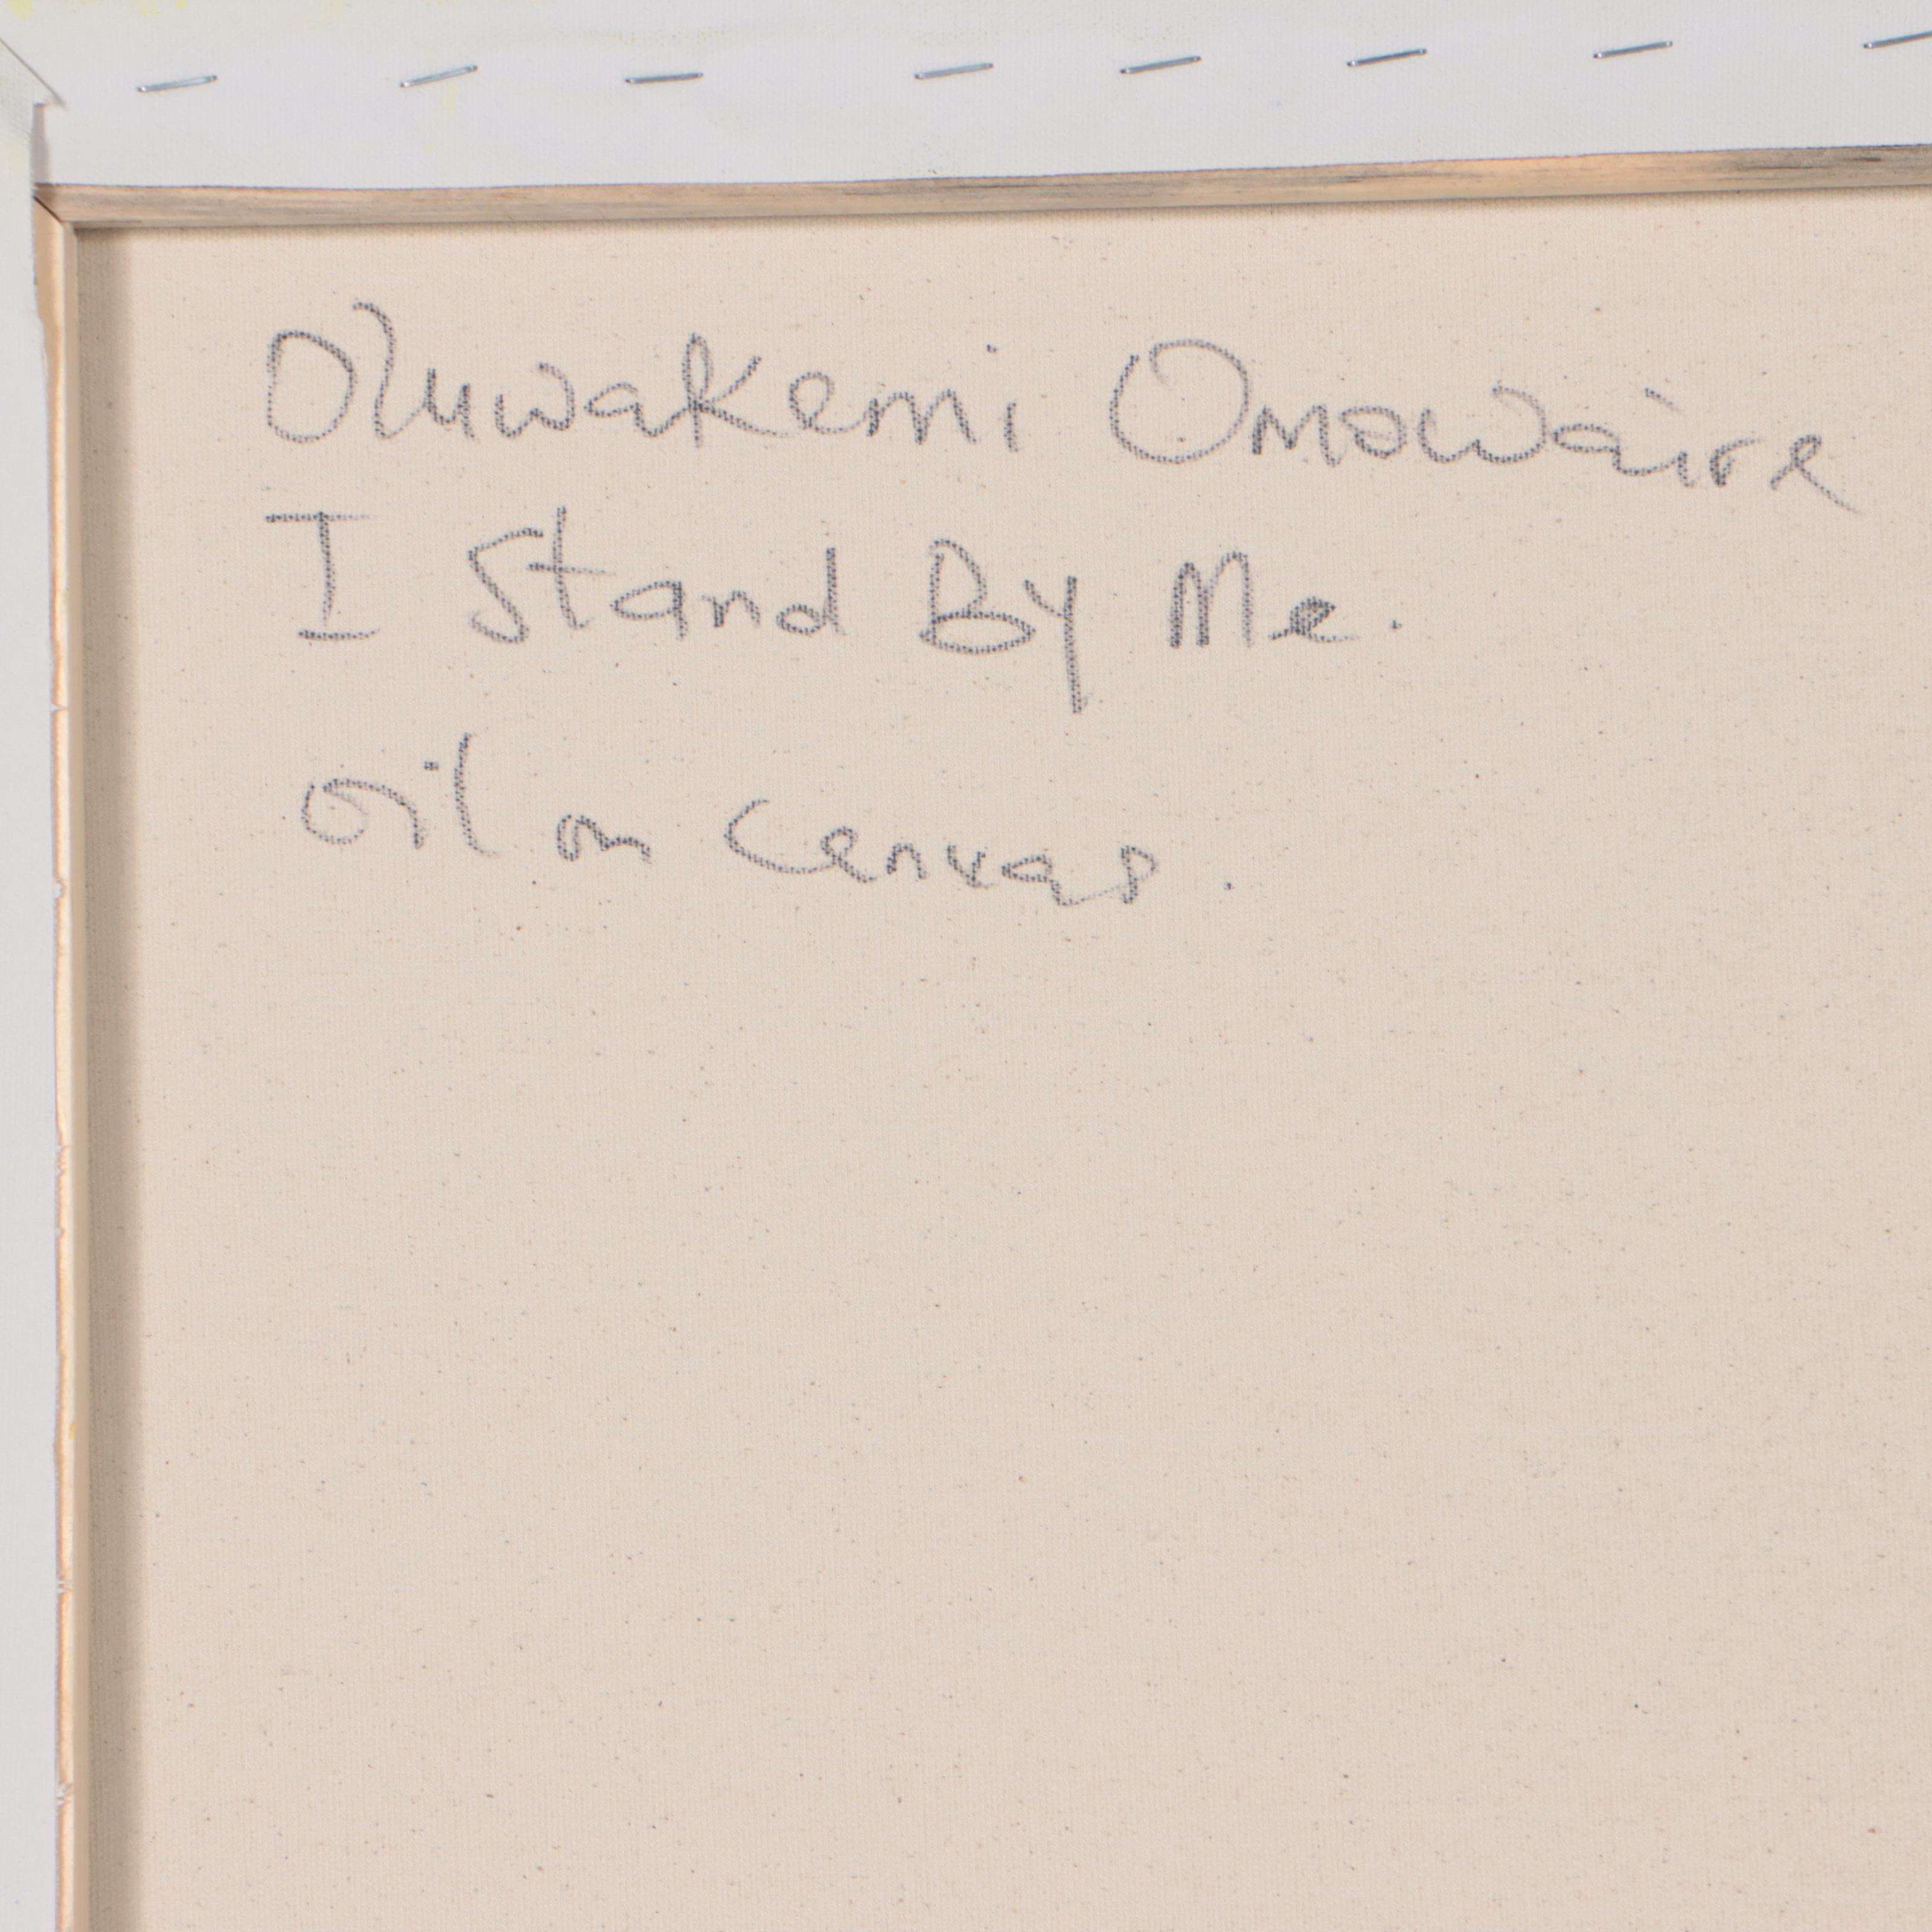 Oluwakemi Omowaire
I Stand By Me.
Oil on Canvas.